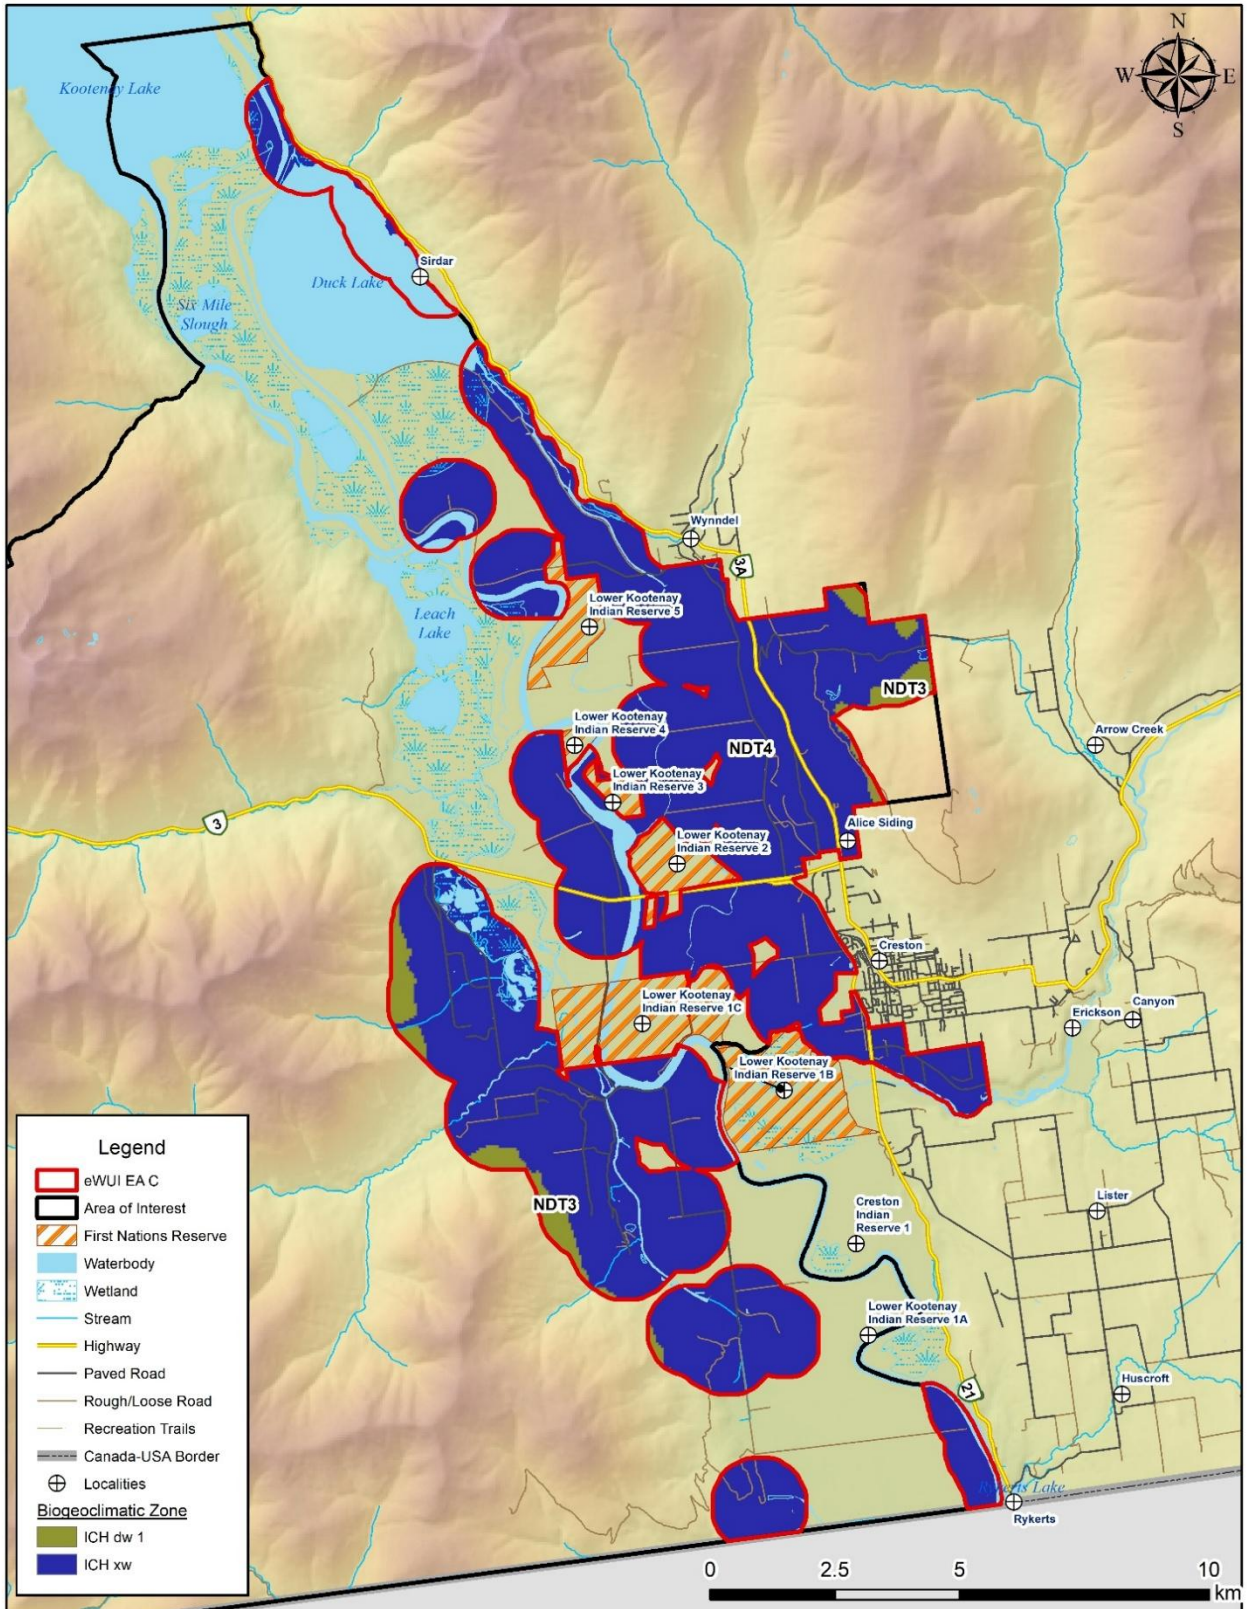 N
W
E
S
Kootenay Lake
Sirdar
Duck Lake
Six Mile
Slough
Wynndel
3A
Lower Kootenay
Indian Reserve 5
Leach
Lake
NDT3
Lower Kootenay
Indian Reserve 4
Arrow Creek
NDT4
Lower Kootenay
Indian Reserve 3
3
Alice Siding
Lower Kootenay
Indian Reserve 2
Creston
Canyon
Lower Kootenay
Indian Reserve 1C
Erickson
Lower Kootenay
Indian Reserve 1B
NDT3
Lister
Creston
Indian
Reserve 1
Lower Kootenay
Indian Reserve 1A
21
Huscroft
Rykerts Lake
Rykerts
Legend
eWUI EA C
Area of Interest
First Nations Reserve
Waterbody
Wetland
Stream
Highway
Paved Road
Rough/Loose Road
Recreation Trails
Canada-USA Border
Localities
Biogeoclimatic Zone
ICH dw 1
ICH xw
0 2.5 5 10
km